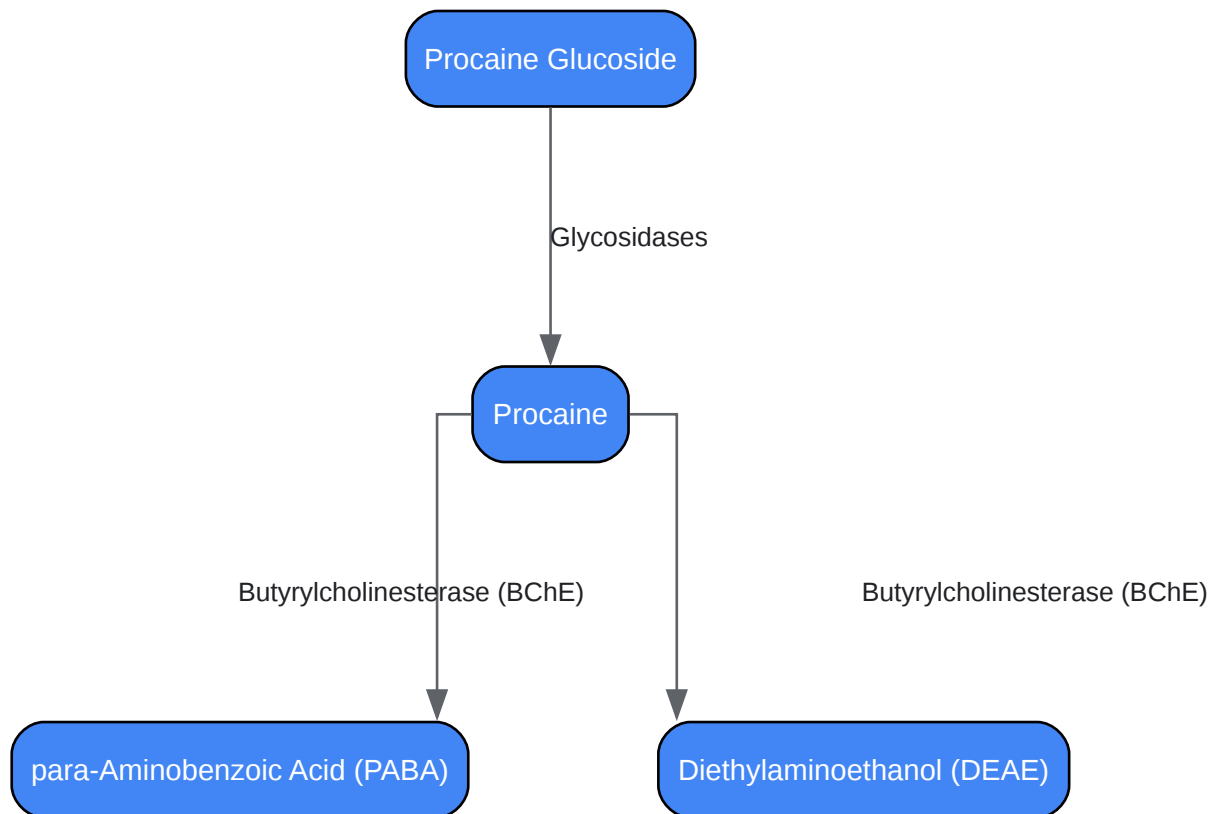 Procaine Glucoside
Glycosidases
Procaine
Butyrylcholinesterase (BChE)
Butyrylcholinesterase (BChE)
para-Aminobenzoic Acid (PABA)
Diethylaminoethanol (DEAE)